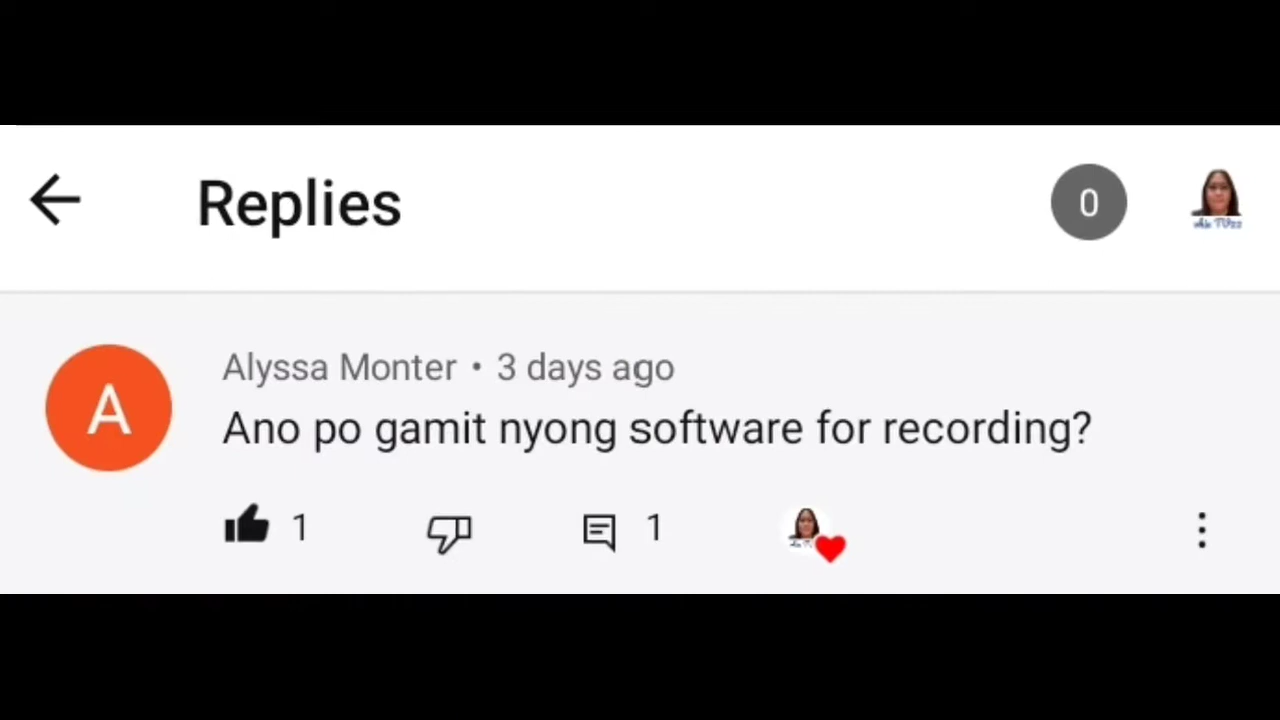 Replies
0
Alyssa Monter • 3 days ago
A
Ano po gamit nyong software for recording?
1
1